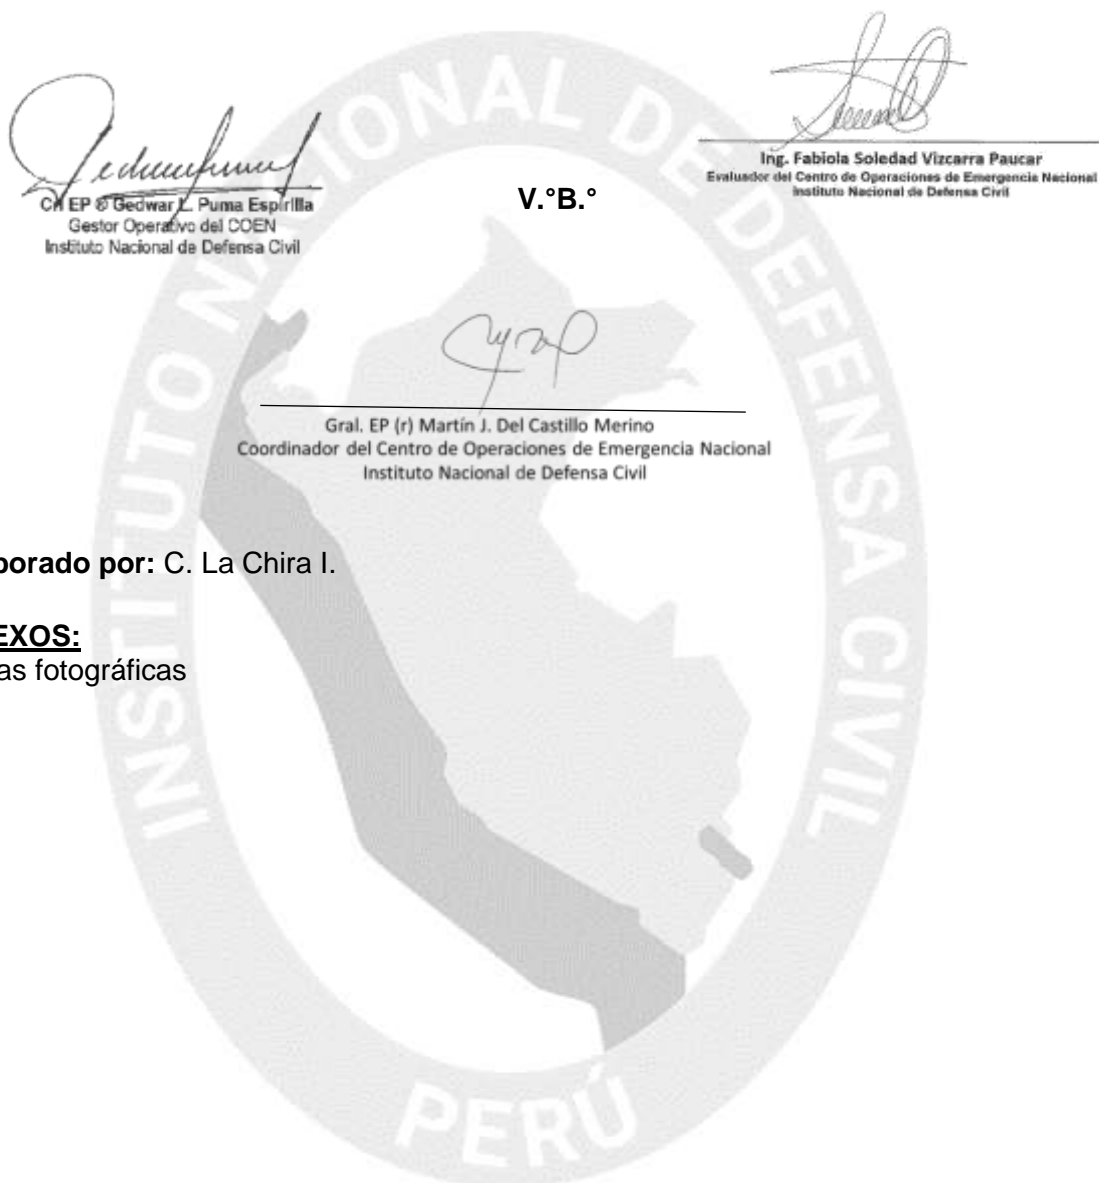 CrI EP ® Gedwar L. Puma Espirilla
Gestor Operativo del COEN
Instituto Nacional de Defensa Civil
Ing. Fabiola Soledad Vizcarra Paucar
Evaluador del Centro de Operaciones de Emergencia Nacional
Instituto Nacional de Defensa Civil
V.°B.°
Gral. EP (r) Martín J. Del Castillo Merino
Coordinador del Centro de Operaciones de Emergencia Nacional
Instituto Nacional de Defensa Civil
borado por: C. La Chira I.
EXOS:
as fotográficas
INSTITUTO NACIONAL DE DEFENSA CIVIL
PERÚ